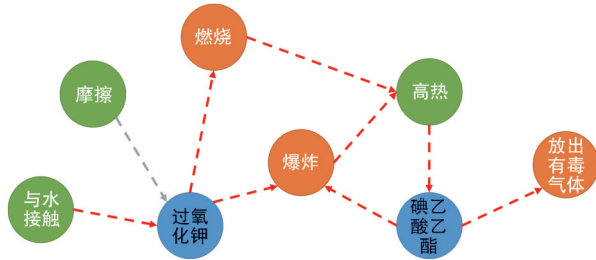 燃烧
摩擦
高热
爆炸
放出
有毒
气体
与水
接触
过氧
化钾
碘乙
酸乙
酯